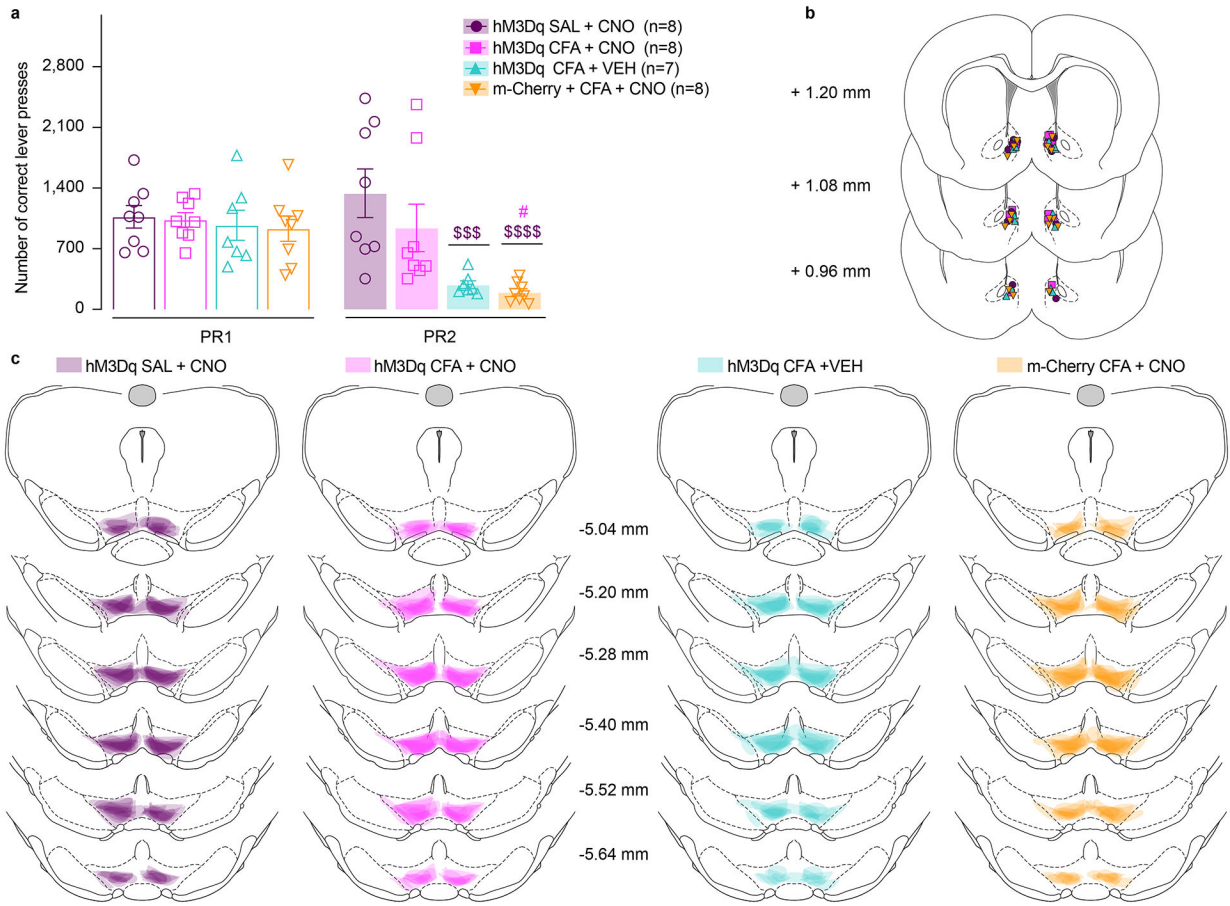 a
Number of correct lever presses
2,800
2,100
1,400
700
0
hM3Dq SAL + CNO (n=8)
hM3Dq CFA + CNO (n=8)
hM3Dq CFA + VEH (n=7)
m-Cherry + CFA + CNO (n=8)
$$$
#
$$$$
PR1
PR2
b
+ 1.20 mm
+ 1.08 mm
+ 0.96 mm
c
hM3Dq SAL + CNO
hM3Dq CFA + CNO
hM3Dq CFA +VEH
m-Cherry CFA + CNO
-5.04 mm
-5.20 mm
-5.28 mm
-5.40 mm
-5.52 mm
-5.64 mm